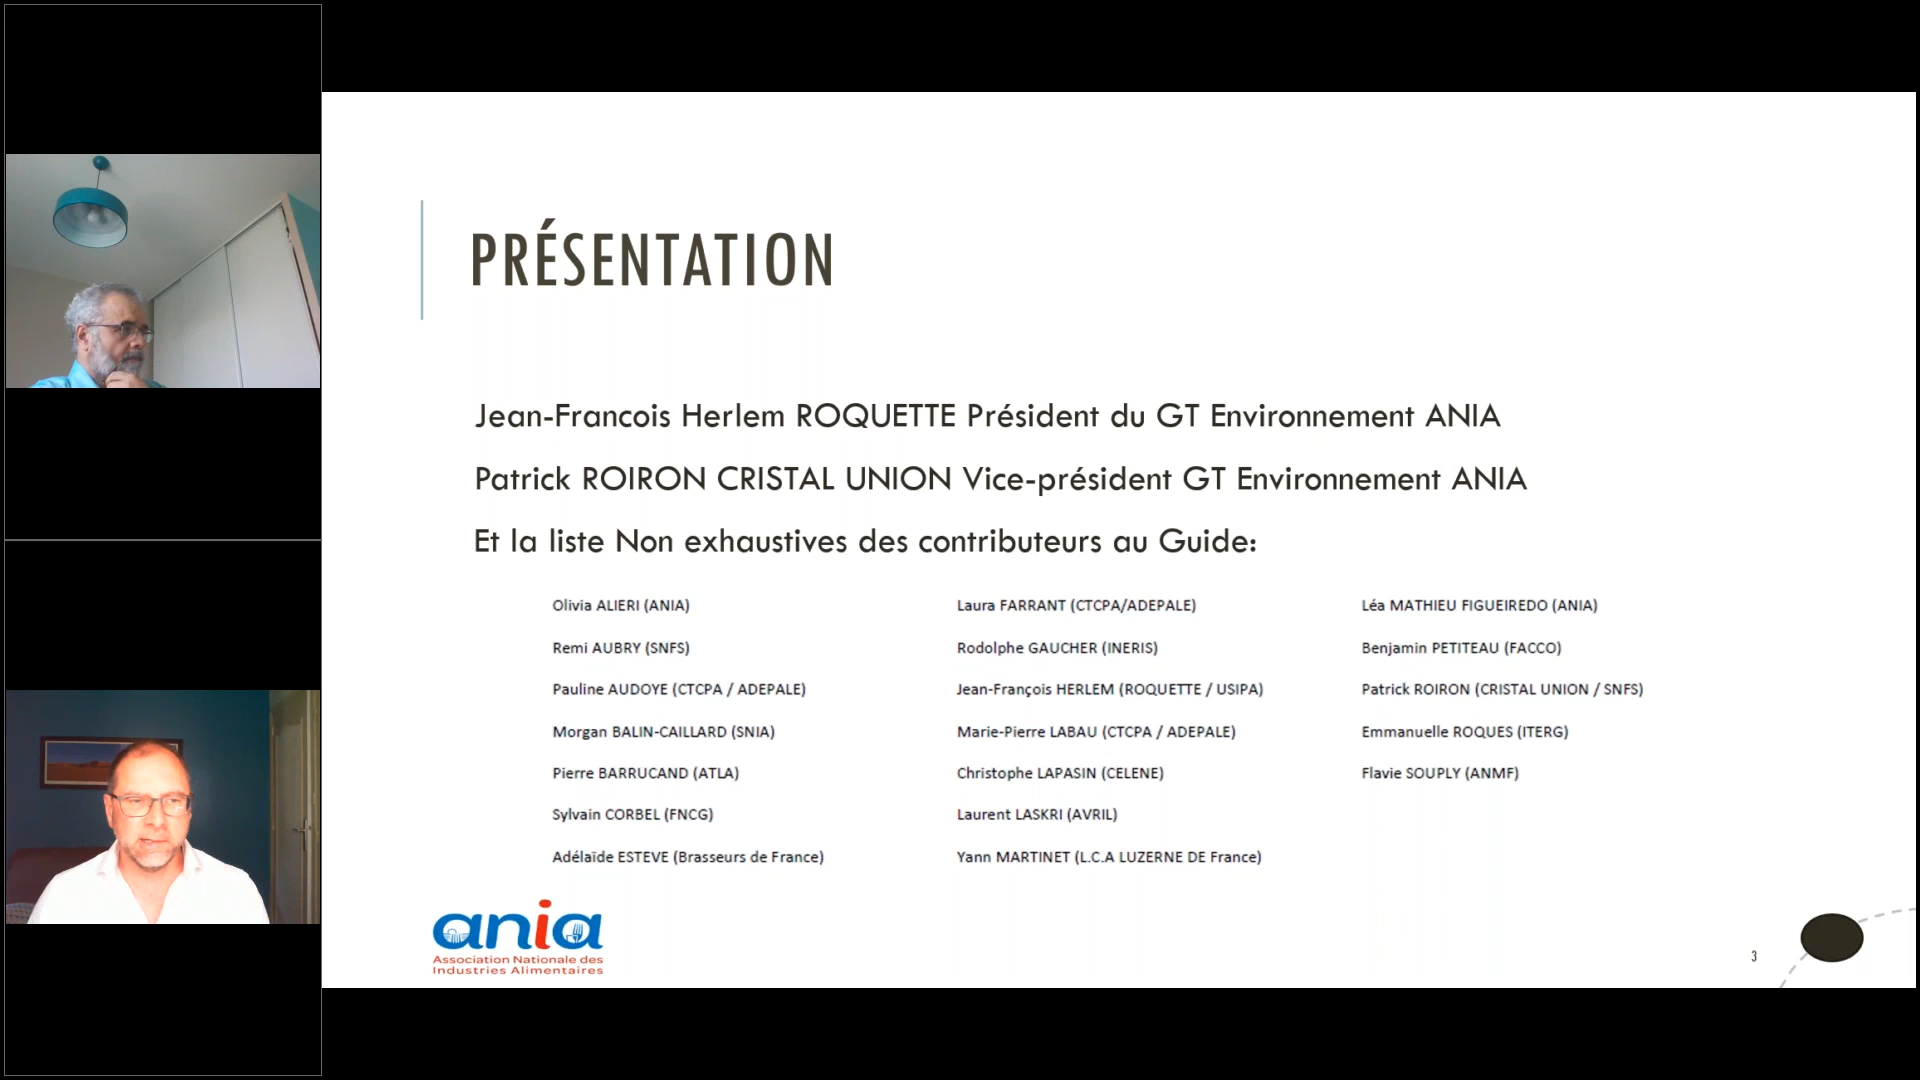 PRÉSENTATION
Jean-Francois Herlem ROQUETTE Président du GT Environnement ANIA
Patrick ROIRON CRISTAL UNION Vice-président GT Environnement ANIA
Et la liste Non exhaustives des contributeurs au Guide:
Olivia ALIERI (ANIA)
Remi AUBRY (SNFS)
Pauline AUDOYE (CTCPA / ADEPALE)
Morgan BALIN-CAILLARD (SNIA)
Pierre BARRUCAND (ATLA)
Sylvain CORBEL (FNCG)
Adélaïde ESTEVE (Brasseurs de France)
Laura FARRANT (CTCPA/ADEPALE)
Rodolphe GAUCHER (INERIS)
Jean-François HERLEM (ROQUETTE / USIPA)
Marie-Pierre LABAU (CTCPA / ADEPALE)
Christophe LAPASIN (CELENE)
Laurent LASKRI (AVRIL)
Yann MARTINET (L.C.A LUZERNE DE France)
Léa MATHIEU FIGUEIREDO (ANIA)
Benjamin PETITEAU (FACCO)
Patrick ROIRON (CRISTAL UNION / SNFS)
Emmanuelle ROQUES (ITERG)
Flavie SOUPLY (ANMF)
ania
Association Nationale des
Industries Alimentaires
3